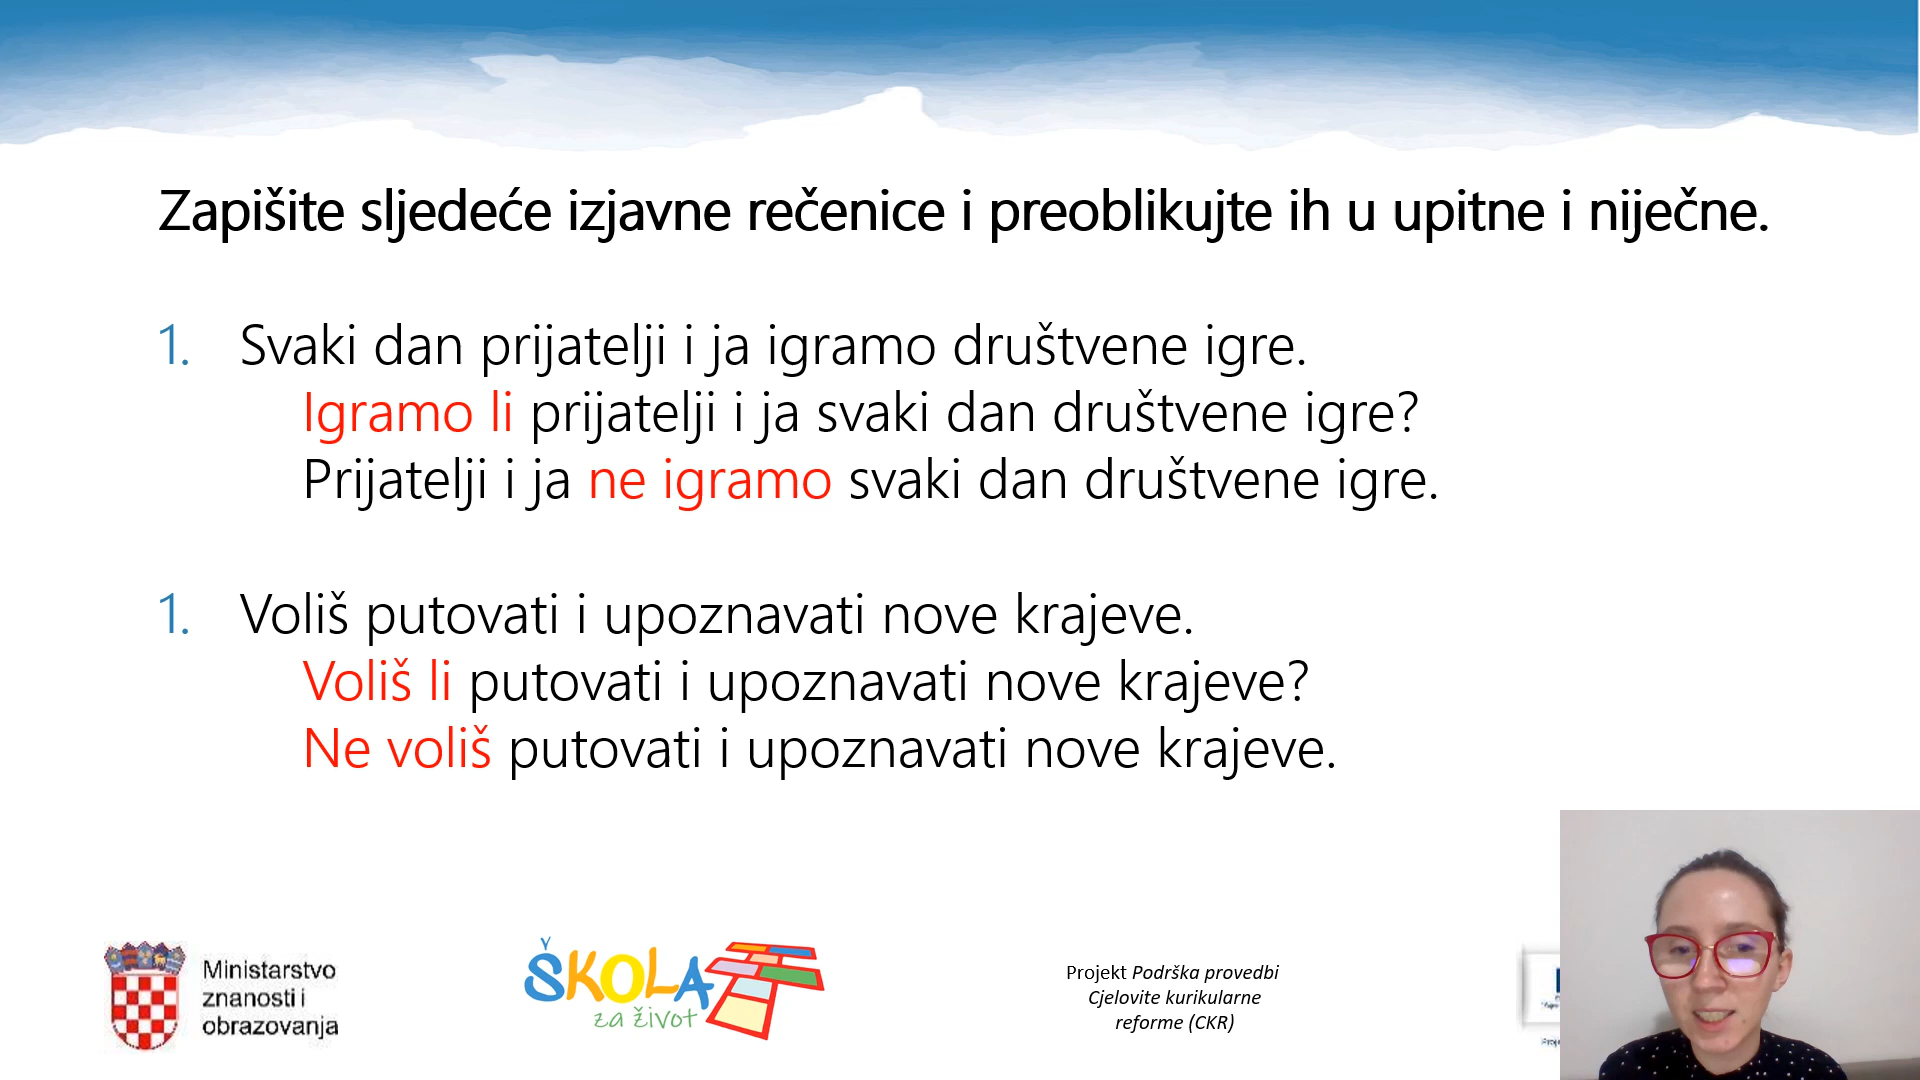 Zapišite sljedeće izjavne rečenice i preoblikujte ih u upitne i niječne.
1. Svaki dan prijatelji i ja igramo društvene igre.
Igramo li prijatelji i ja svaki dan društvene igre?
Prijatelji i ja ne igramo svaki dan društvene igre.
1. Voliš putovati i upoznavati nove krajeve.
Voliš li putovati i upoznavati nove krajeve?
Ne voliš putovati i upoznavati nove krajeve.
Ministarstvo
znanosti i
obrazovanja
ŠKOLA
za život
Projekt Podrška provedbi
Cjelovite kurikularne
reforme (CKR)